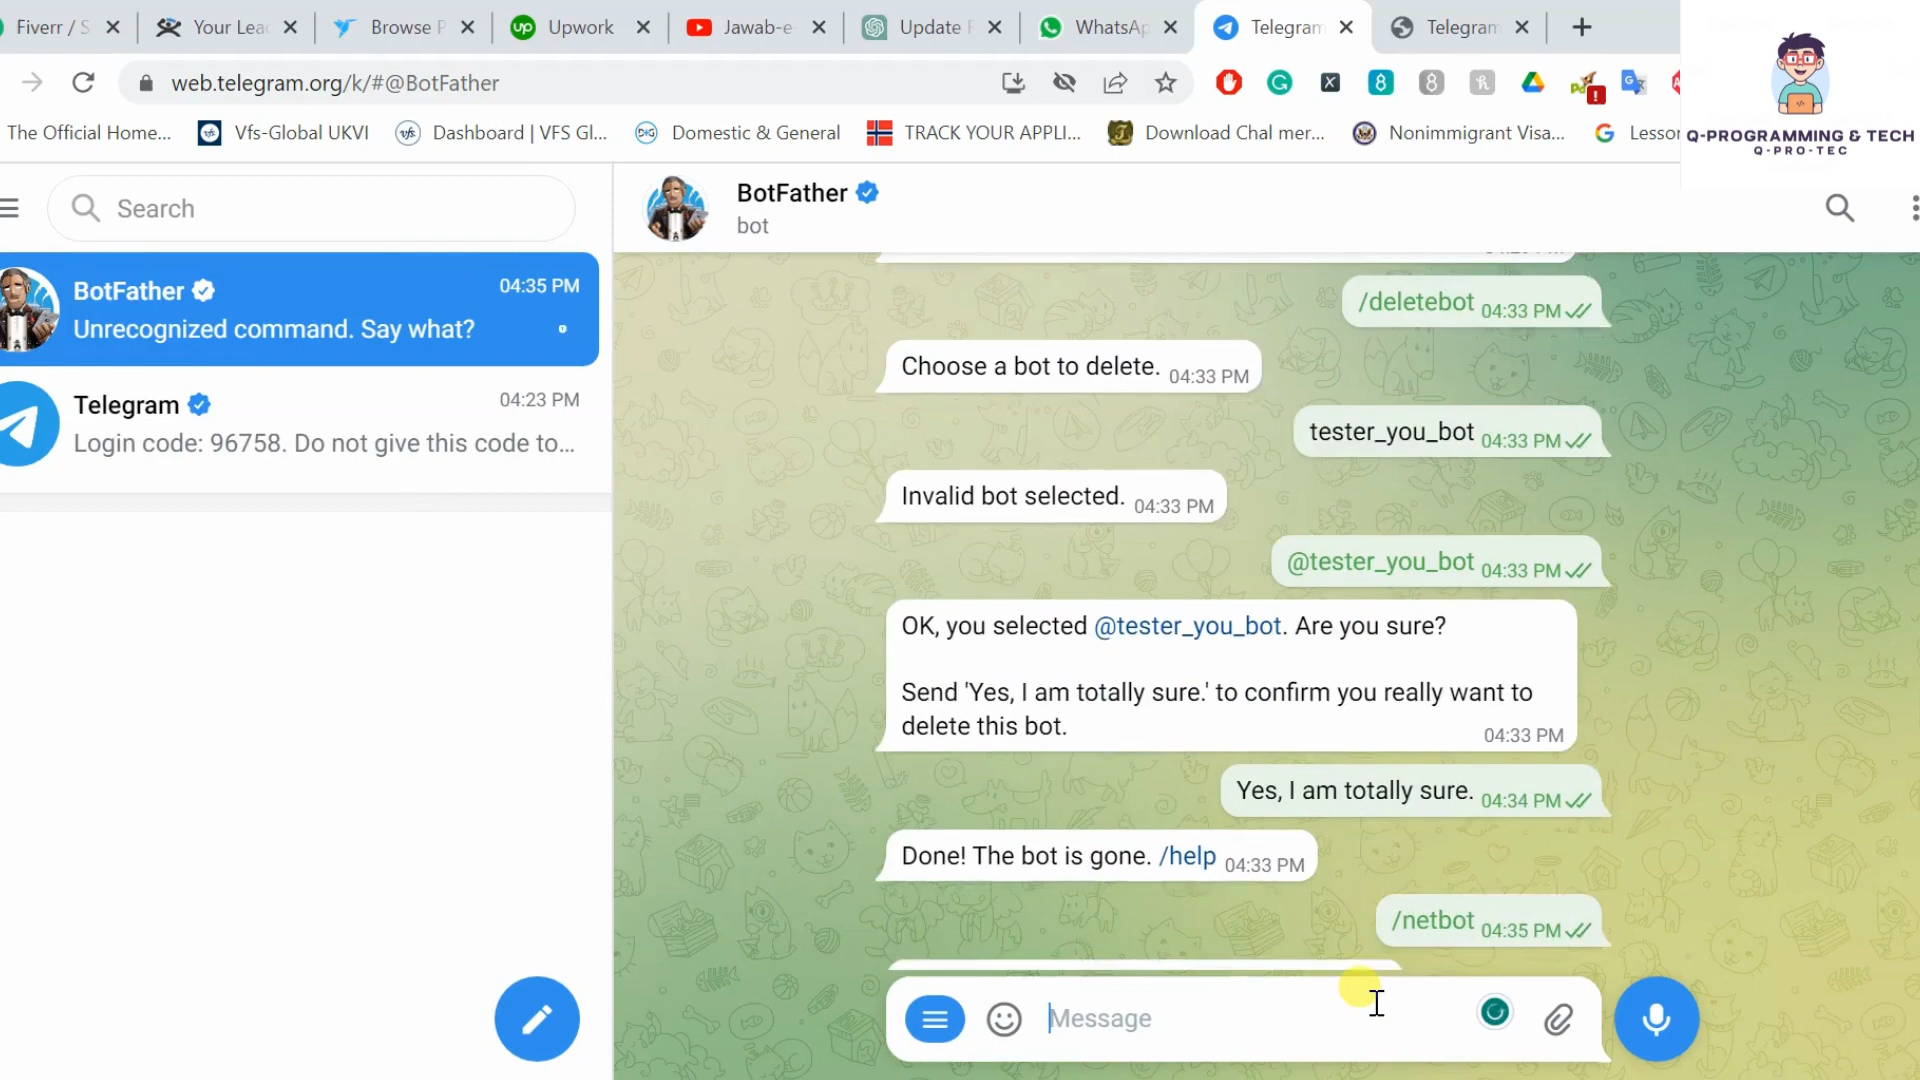 Fiverr / S
Your Lea
Browse P
Upwork
Jawab-e-
Update
WhatsAp
Telegram
Telegram
web.telegram.org/k/#@BotFather
The Official Home...
Vfs-Global UKVI
Dashboard | VFS Gl...
Domestic & General
TRACK YOUR APPLI...
Download Chal mer...
Nonimmigrant Visa...
Lesso
Q-PROGRAMMING & TECH
Q-PRO-TEC
Search
BotFather
04:35 PM
Unrecognized command. Say what?
Telegram
04:23 PM
Login code: 96758. Do not give this code to...
BotFather
bot
/deletebot 04:33 PM
Choose a bot to delete. 04:33 PM
tester_you_bot 04:33 PM
Invalid bot selected. 04:33 PM
@tester_you_bot 04:33 PM
OK, you selected @tester_you_bot. Are you sure?
Send 'Yes, I am totally sure.' to confirm you really want to
delete this bot.
04:33 PM
Yes, I am totally sure. 04:34 PM
Done! The bot is gone. /help 04:33 PM
/netbot 04:35 PM
Message